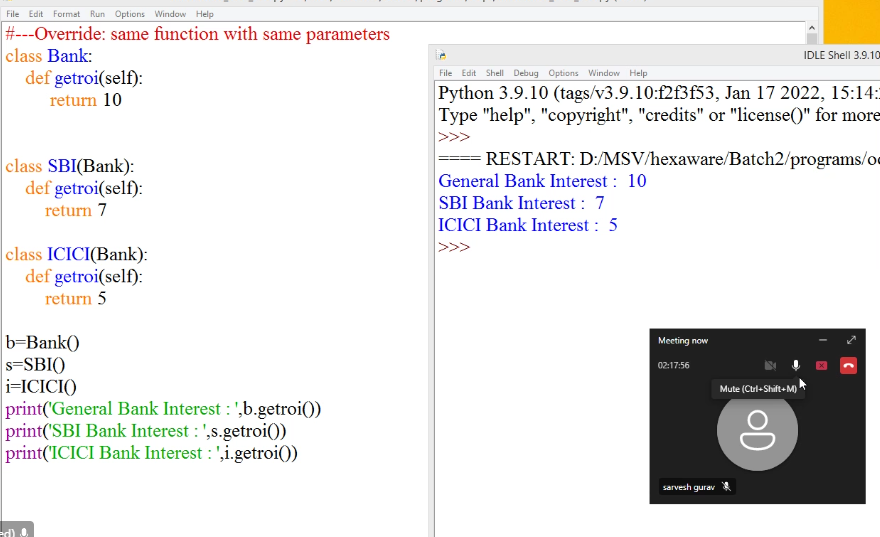 File Edit Format Run Options Window Help
#---Override: same function with same parameters
class Bank:
def getroi(self):
return 10
class SBI(Bank):
def getroi(self):
return 7
class ICICI(Bank):
def getroi(self):
return 5
b=Bank()
s=SBI()
i=ICICI()
print('General Bank Interest : ',b.getroi())
print('SBI Bank Interest : ',s.getroi())
print('ICICI Bank Interest : ',i.getroi())
IDLE Shell 3.9.10
File Edit Shell Debug Options Window Help
Python 3.9.10 (tags/v3.9.10:f2f3f53, Jan 17 2022, 15:14:
Type "help", "copyright", "credits" or "license()" for more
>>>
==== RESTART: D:/MSV/hexaware/Batch2/programs/oo
General Bank Interest :  10
SBI Bank Interest :  7
ICICI Bank Interest :  5
>>>
Meeting now
02:17:56
Mute (Ctrl+Shift+M)
sarvesh gurav